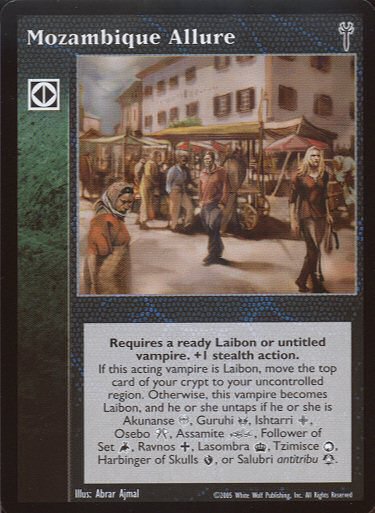 Mozambique Allure
Requires a ready Laibon or untitled
vampire. +1 stealth action.
If this acting vampire is Laibon, move the top
card of your crypt to your uncontrolled
region. Otherwise, this vampire becomes
Laibon, and he or she untaps if he or she is
Akunanse , Guruhi , Ishtarri ,
Osebo , Assamite , Follower of
Set , Ravnos , Lasombra , Tzimisce ,
Harbinger of Skulls , or Salubri antitribu .
Illus: Abrar Ajmal
©2005 White Wolf Publishing, Inc. All Rights Reserved